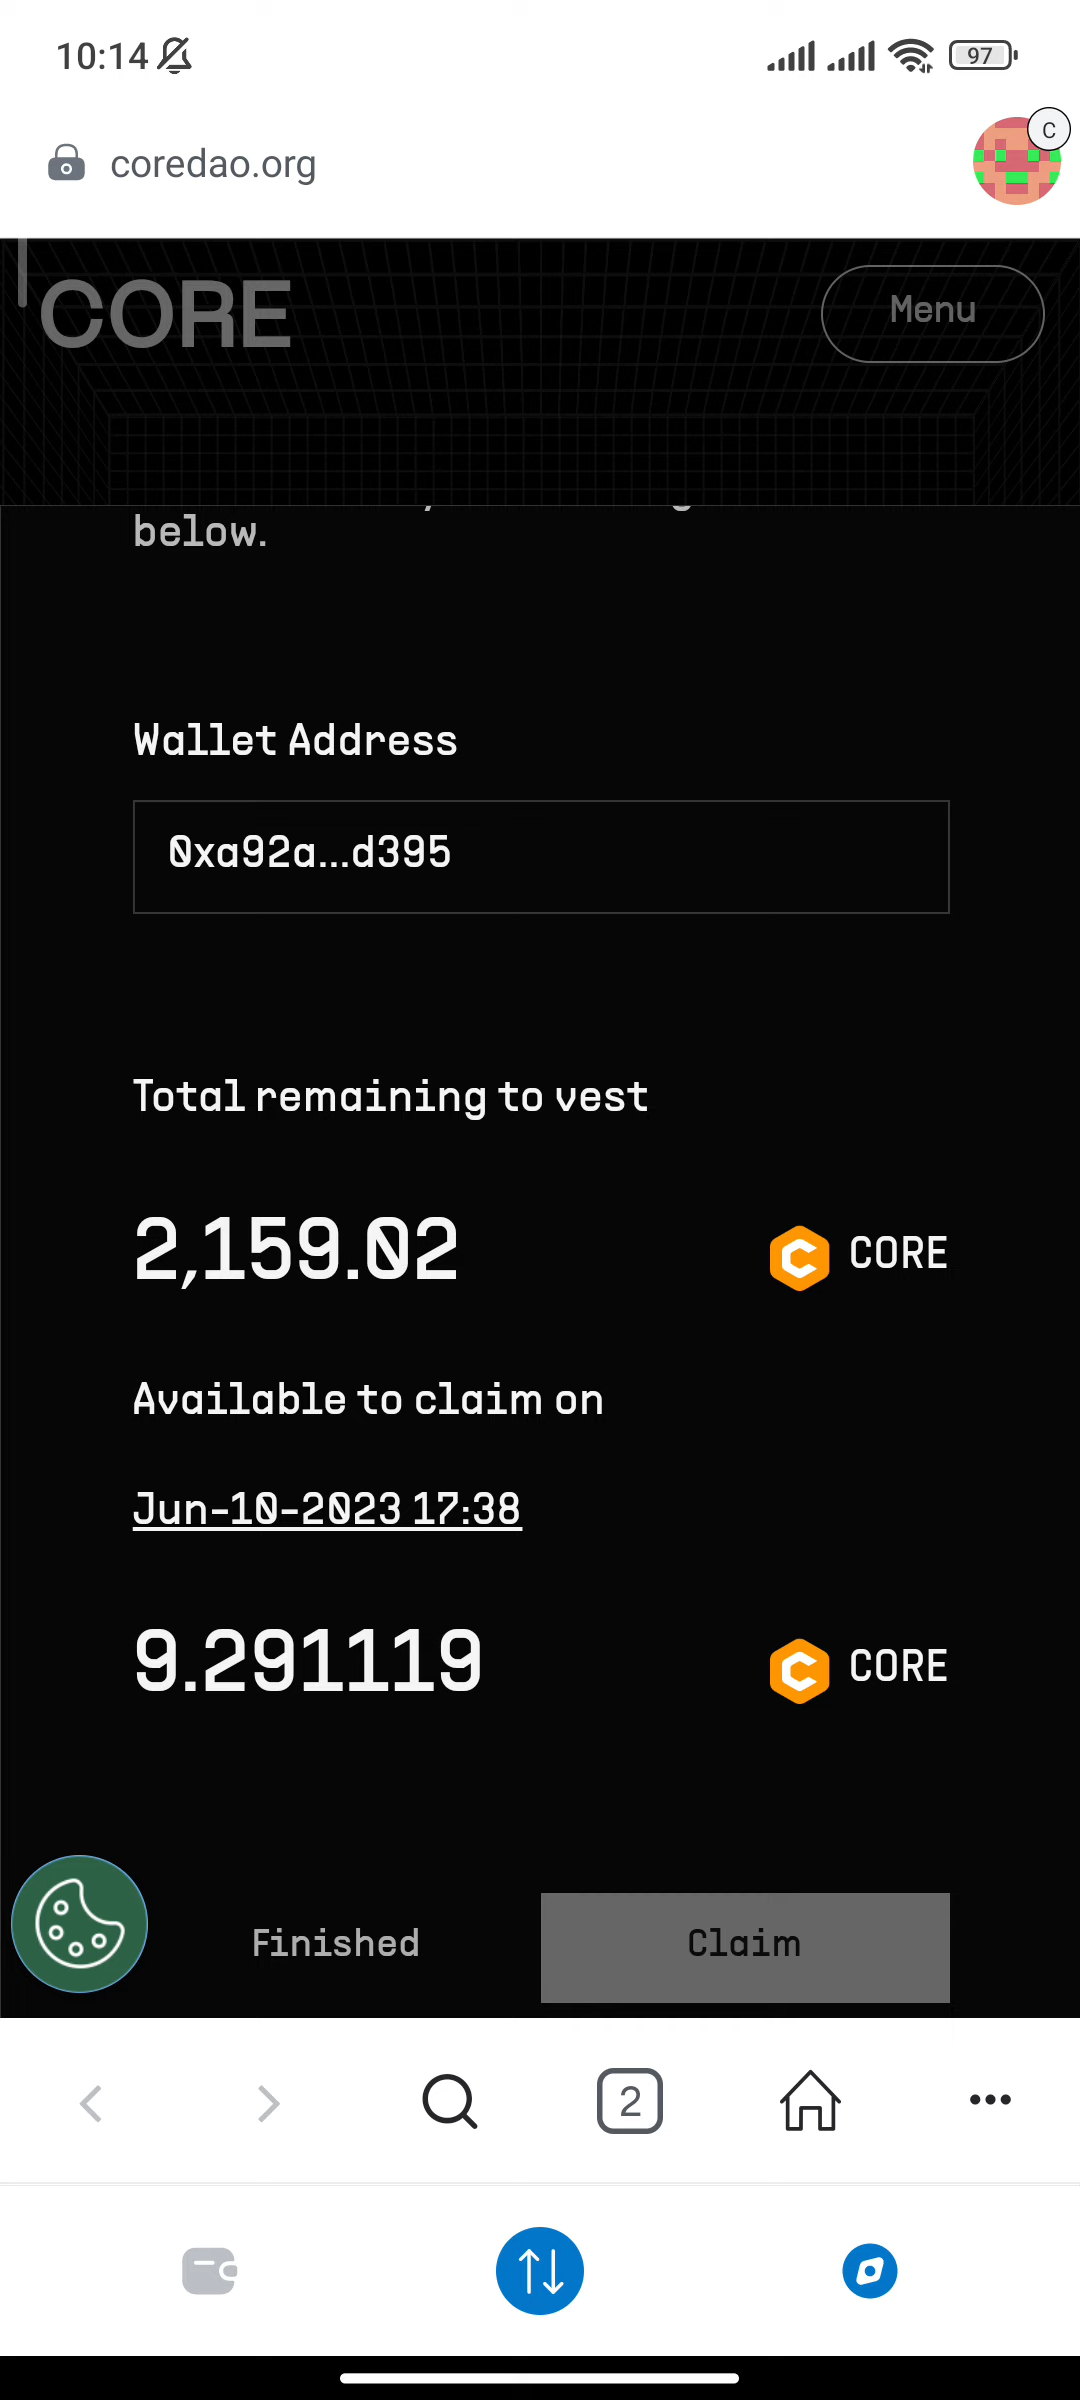 10:14
97
coredao.org
C
CORE
Menu
below.
Wallet Address
0xa92a...d395
Total remaining to vest
2,159.02
CORE
Available to claim on
Jun-10-2023 17:38
9.291119
CORE
Finished
Claim
2